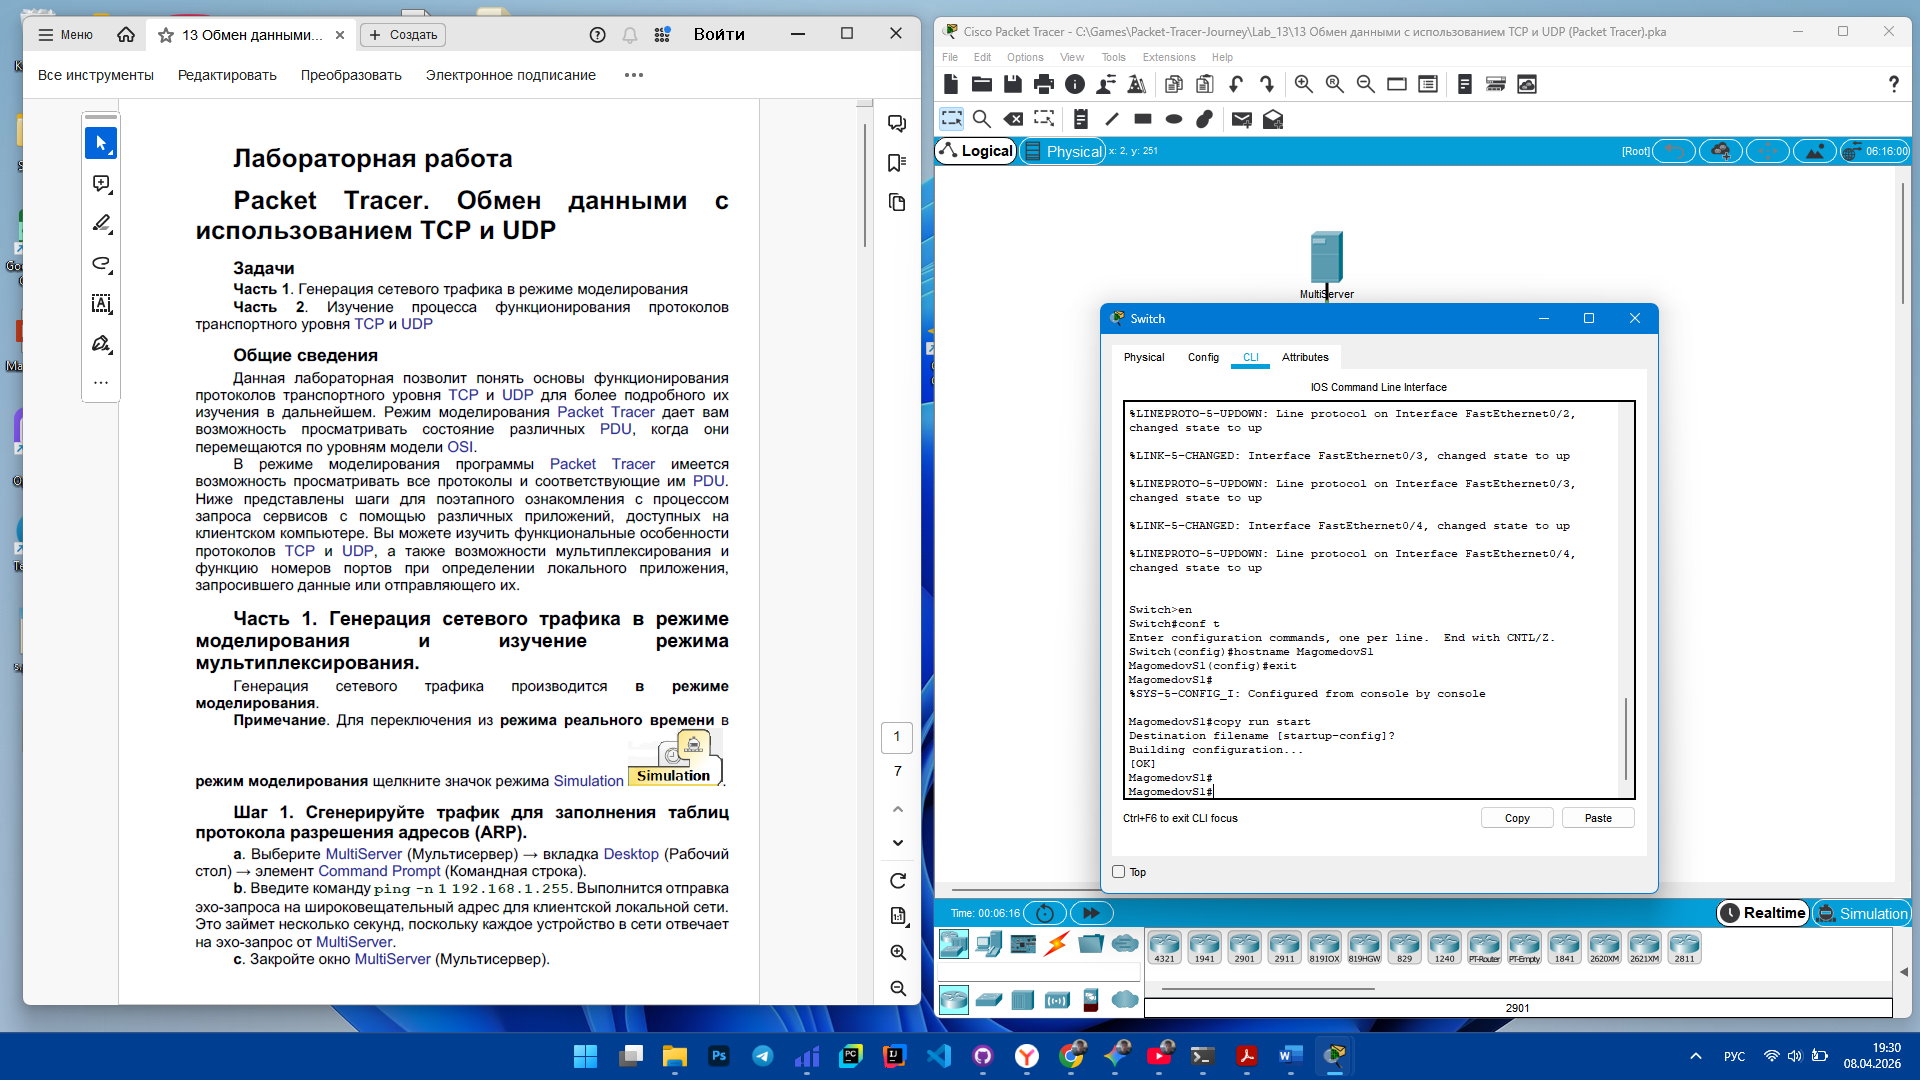 Меню
13 Обмен данными...
Создать
Войти
Все инструменты
Редактировать
Преобразовать
Электронное подписание
Лабораторная работа
Packet Tracer. Обмен данными с
использованием TCP и UDP
Задачи
Часть 1. Генерация сетевого трафика в режиме моделирования
Часть 2. Изучение процесса функционирования протоколов
транспортного уровня TCP и UDP
Общие сведения
Данная лабораторная позволит понять основы функционирования
протоколов транспортного уровня TCP и UDP для более подробного их
изучения в дальнейшем. Режим моделирования Packet Tracer дает вам
возможность просматривать состояние различных PDU, когда они
перемещаются по уровням модели OSI.
В режиме моделирования программы Packet Tracer имеется
возможность просматривать все протоколы и соответствующие им PDU.
Ниже представлены шаги для поэтапного ознакомления с процессом
запроса сервисов с помощью различных приложений, доступных на
клиентском компьютере. Вы можете изучить функциональные особенности
протоколов TCP и UDP, а также возможности мультиплексирования и
функцию номеров портов при определении локального приложения,
запросившего данные или отправляющего их.
Часть 1. Генерация сетевого трафика в режиме
моделирования и изучение режима
мультиплексирования.
Генерация сетевого трафика производится в режиме
моделирования.
Примечание. Для переключения из режима реального времени в
режим моделирования щелкните значок режима Simulation Simulation .
Шаг 1. Сгенерируйте трафик для заполнения таблиц
протокола разрешения адресов (ARP).
a. Выберите MultiServer (Мультисервер) → вкладка Desktop (Рабочий
стол) → элемент Command Prompt (Командная строка).
b. Введите команду ping -n 1 192.168.1.255. Выполнится отправка
эхо-запроса на широковещательный адрес для клиентской локальной сети.
Это займет несколько секунд, поскольку каждое устройство в сети отвечает
на эхо-запрос от MultiServer.
c. Закройте окно MultiServer (Мультисервер).
1
7
Cisco Packet Tracer - C:\Games\Packet-Tracer-Journey\Lab_13\13 Обмен данными с использованием TCP и UDP (Packet Tracer).pka
File Edit Options View Tools Extensions Help
Logical
Physical
x: 2, y: 251
[Root]
06:16:00
MultiServer
Switch
Physical Config CLI Attributes
IOS Command Line Interface
%LINEPROTO-5-UPDOWN: Line protocol on Interface FastEthernet0/2,
changed state to up
%LINK-5-CHANGED: Interface FastEthernet0/3, changed state to up
%LINEPROTO-5-UPDOWN: Line protocol on Interface FastEthernet0/3,
changed state to up
%LINK-5-CHANGED: Interface FastEthernet0/4, changed state to up
%LINEPROTO-5-UPDOWN: Line protocol on Interface FastEthernet0/4,
changed state to up
Switch>en
Switch#conf t
Enter configuration commands, one per line. End with CNTL/Z.
Switch(config)#hostname MagomedovSl
MagomedovSl(config)#exit
MagomedovSl#
%SYS-5-CONFIG_I: Configured from console by console
MagomedovSl#copy run start
Destination filename [startup-config]?
Building configuration...
[OK]
MagomedovSl#
MagomedovSl#
Ctrl+F6 to exit CLI focus
Copy
Paste
Top
Time: 00:06:16
Realtime
Simulation
4321 1941 2901 2911 819IOX 819HGW 829 1240 PT-Router PT-Empty 1841 2620XM 2621XM 2811
2901
РУС
19:30
08.04.2026